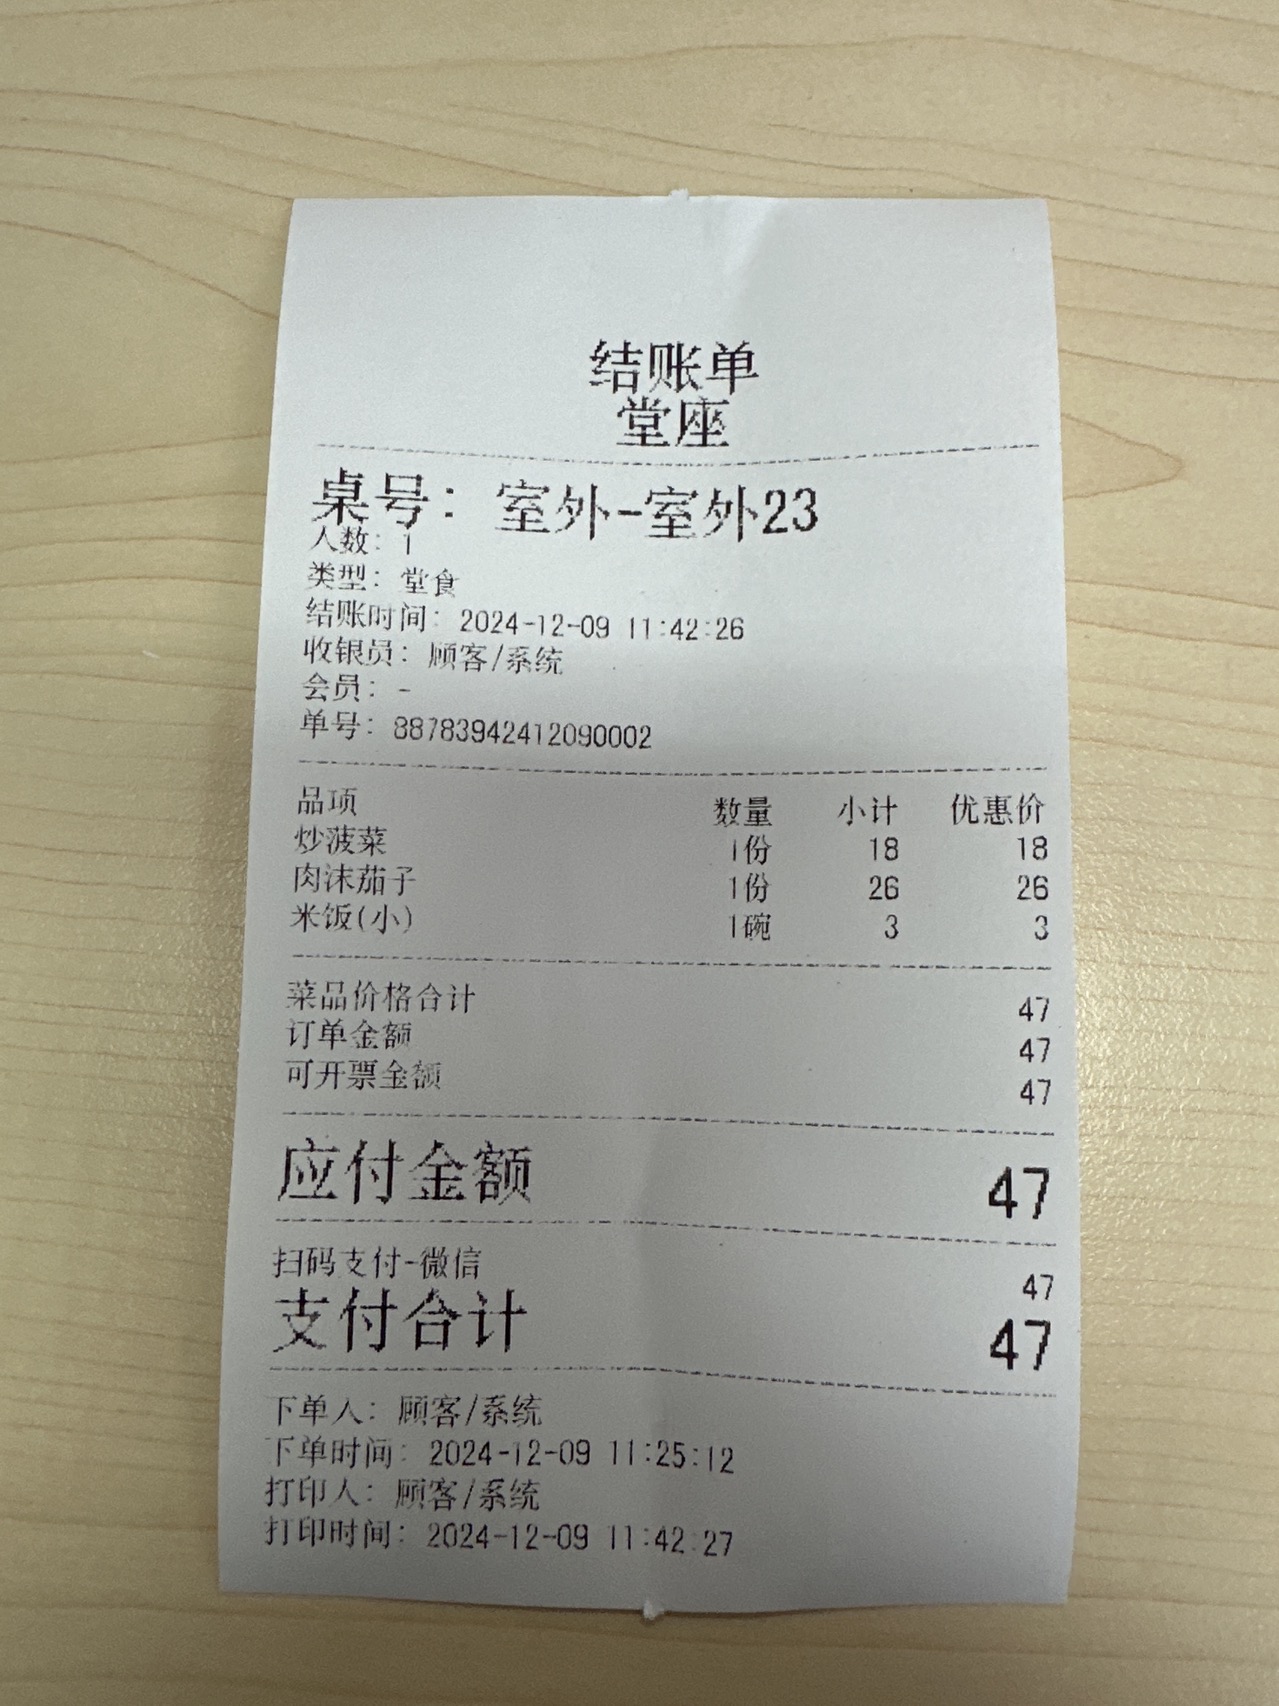 结账单
堂座
桌号：室外-室外23
人数：1
类型：堂食
结账时间：2024-12-09 11:42:26
收银员：顾客/系统
会员：-
单号：88783942412090002
品项 数量 小计 优惠价
炒菠菜 1份 18 18
肉沫茄子 1份 26 26
米饭(小) 1碗 3 3
菜品价格合计 47
订单金额 47
可开票金额 47
应付金额 47
扫码支付-微信 47
支付合计 47
下单人：顾客/系统
下单时间：2024-12-09 11:25:12
打印人：顾客/系统
打印时间：2024-12-09 11:42:27